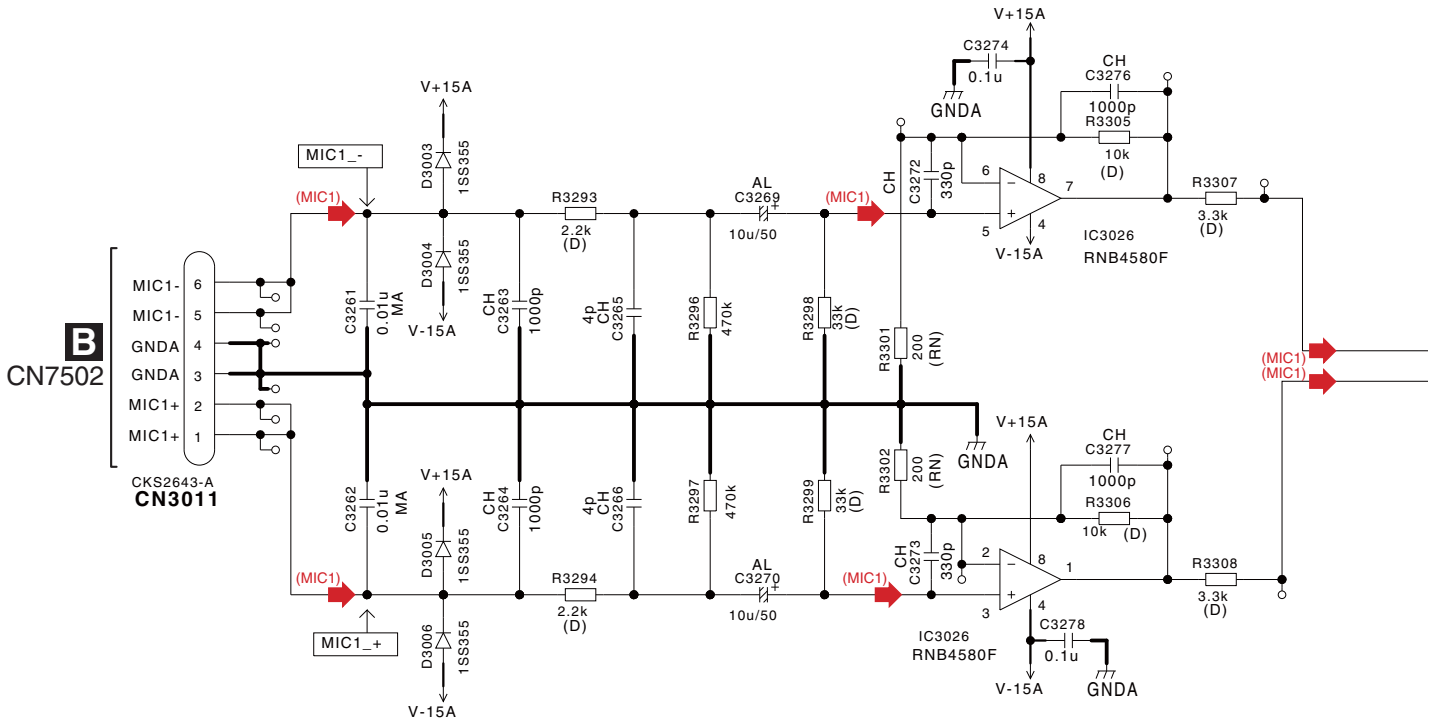 V+15A
C3274
0.1u
GNDA
CH
C3276
1000p
R3305
10k
(D)
V+15A
MIC1_-
D3003
1SS355
CH
C3272
330p
6
8
7
5
4
V-15A
IC3026
RNB4580F
R3307
3.3k
(D)
(MIC1)
R3293
2.2k
(D)
AL
C3269
+
10u/50
(MIC1)
D3004
1SS355
V-15A
B
CN7502
MIC1- 6
MIC1- 5
GNDA 4
GNDA 3
MIC1+ 2
MIC1+ 1
CKS2643-A
CN3011
C3261
0.01u
MA
CH
C3263
1000p
4p
CH
C3265
R3296
470k
R3298
33k
(D)
R3301
200
(RN)
(MIC1)
(MIC1)
GNDA
C3262
0.01u
MA
V+15A
D3005
1SS355
CH
C3264
1000p
4p
CH
C3266
R3297
470k
R3299
33k
(D)
R3302
200
(RN)
V+15A
CH
C3277
1000p
R3306
10k
(D)
(MIC1)
R3294
2.2k
(D)
AL
C3270
+
10u/50
(MIC1)
CH
C3273
330p
2
8
1
3
4
R3308
3.3k
(D)
MIC1_+
D3006
1SS355
V-15A
IC3026
RNB4580F
C3278
0.1u
V-15A
GNDA